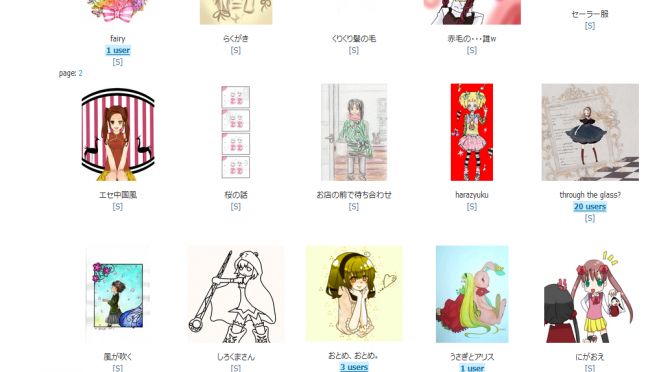 セーラー服
[S]
fairy
らくがき
くりくり髪の毛
赤毛の・・・誰w
1 user
[S]
[S]
[S]
[S]
page: 2
エセ中国風
桜の話
お店の前で待ち合わせ
harazyuku
through the glass?
[S]
[S]
[S]
[S]
20 users
[S]
風が吹く
しろくまさん
おとめ、おとめ。
うさぎとアリス
にがおえ
[S]
[S]
3 users
1 user
[S]